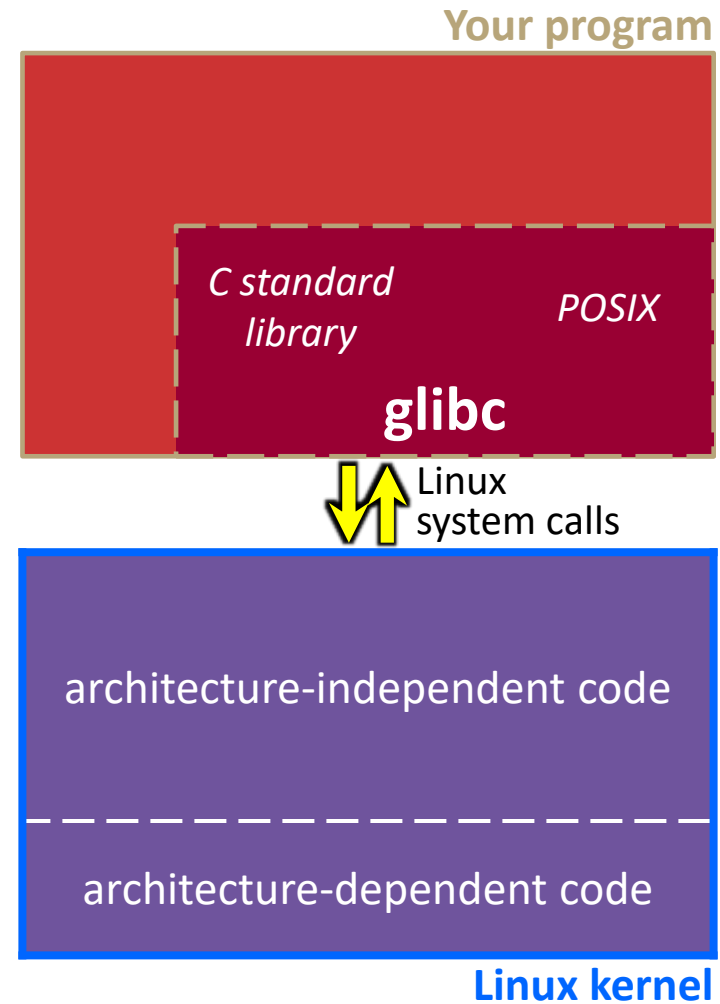 Your program
C standard
library
POSIX
glibc
Linux
system calls
architecture-independent code
architecture-dependent code
Linux kernel